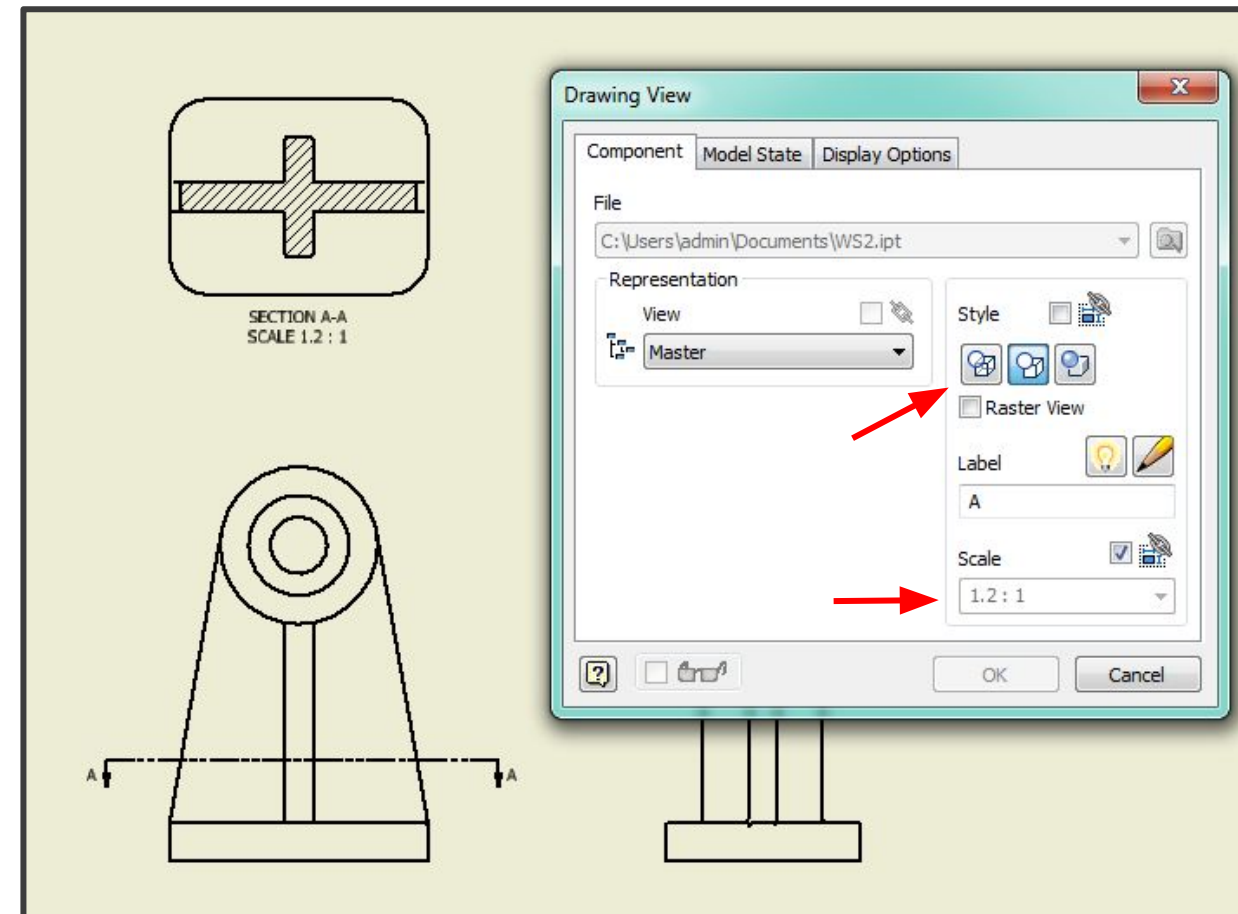 SECTION A-A
SCALE 1.2 : 1
A
A
Drawing View
Component
Model State
Display Options
File
C:\Users\admin\Documents\WS2.ipt
Representation
View
Master
Style
Raster View
Label
A
Scale
1.2 : 1
OK
Cancel